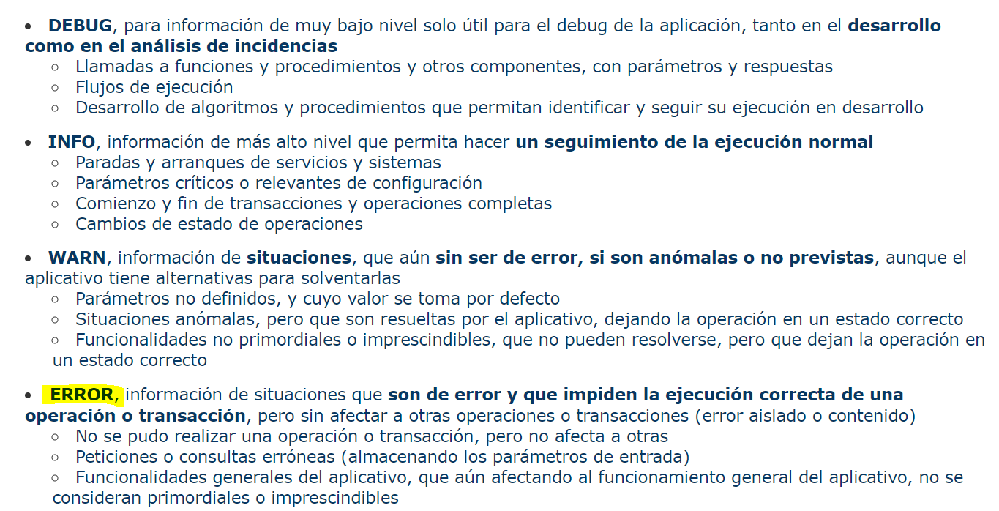 • DEBUG, para información de muy bajo nivel solo útil para el debug de la aplicación, tanto en el desarrollo
como en el análisis de incidencias
○ Llamadas a funciones y procedimientos y otros componentes, con parámetros y respuestas
○ Flujos de ejecución
○ Desarrollo de algoritmos y procedimientos que permitan identificar y seguir su ejecución en desarrollo
• INFO, información de más alto nivel que permita hacer un seguimiento de la ejecución normal
○ Paradas y arranques de servicios y sistemas
○ Parámetros críticos o relevantes de configuración
○ Comienzo y fin de transacciones y operaciones completas
○ Cambios de estado de operaciones
• WARN, información de situaciones, que aún sin ser de error, si son anómalas o no previstas, aunque el
aplicativo tiene alternativas para solventarlas
○ Parámetros no definidos, y cuyo valor se toma por defecto
○ Situaciones anómalas, pero que son resueltas por el aplicativo, dejando la operación en un estado correcto
○ Funcionalidades no primordiales o imprescindibles, que no pueden resolverse, pero que dejan la operación en
un estado correcto
• ERROR, información de situaciones que son de error y que impiden la ejecución correcta de una
operación o transacción, pero sin afectar a otras operaciones o transacciones (error aislado o contenido)
○ No se pudo realizar una operación o transacción, pero no afecta a otras
○ Peticiones o consultas erróneas (almacenando los parámetros de entrada)
○ Funcionalidades generales del aplicativo, que aún afectando al funcionamiento general del aplicativo, no se
consideran primordiales o imprescindibles